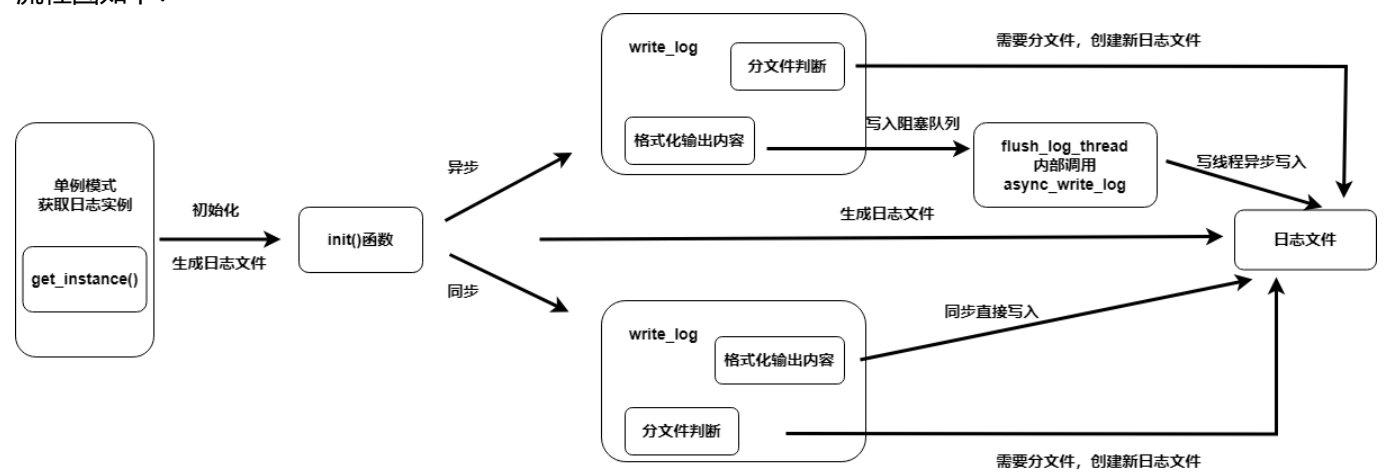 流程图如下：
单例模式
获取日志实例
get_instance()
初始化
生成日志文件
init()函数
异步
同步
write_log
分文件判断
格式化输出内容
需要分文件，创建新日志文件
写入阻塞队列
flush_log_thread
内部调用
async_write_log
写线程异步写入
生成日志文件
日志文件
write_log
格式化输出内容
分文件判断
同步直接写入
需要分文件，创建新日志文件